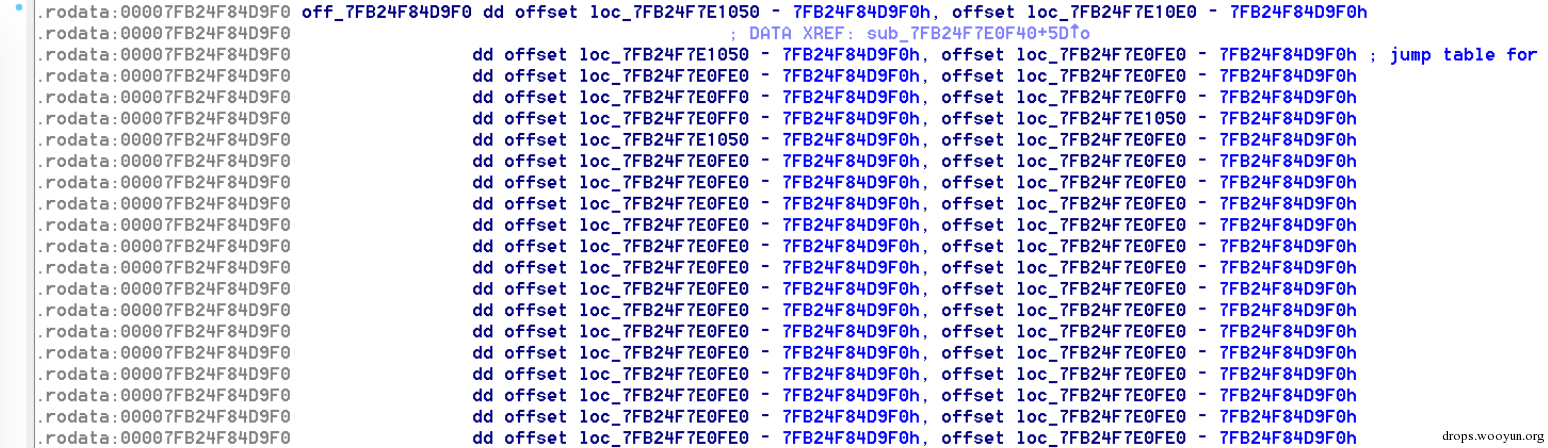 .rodata:00007FB24F84D9F0 off_7FB24F84D9F0 dd offset loc_7FB24F7E1050 - 7FB24F84D9F0h, offset loc_7FB24F7E10E0 - 7FB24F84D9F0h
.rodata:00007FB24F84D9F0 ; DATA XREF: sub_7FB24F7E0F40+5D↑o
.rodata:00007FB24F84D9F0 dd offset loc_7FB24F7E1050 - 7FB24F84D9F0h, offset loc_7FB24F7E0FE0 - 7FB24F84D9F0h ; jump table for
.rodata:00007FB24F84D9F0 dd offset loc_7FB24F7E0FE0 - 7FB24F84D9F0h, offset loc_7FB24F7E0FE0 - 7FB24F84D9F0h
.rodata:00007FB24F84D9F0 dd offset loc_7FB24F7E0FF0 - 7FB24F84D9F0h, offset loc_7FB24F7E0FF0 - 7FB24F84D9F0h
.rodata:00007FB24F84D9F0 dd offset loc_7FB24F7E0FF0 - 7FB24F84D9F0h, offset loc_7FB24F7E1050 - 7FB24F84D9F0h
.rodata:00007FB24F84D9F0 dd offset loc_7FB24F7E1050 - 7FB24F84D9F0h, offset loc_7FB24F7E0FE0 - 7FB24F84D9F0h
.rodata:00007FB24F84D9F0 dd offset loc_7FB24F7E0FE0 - 7FB24F84D9F0h, offset loc_7FB24F7E0FE0 - 7FB24F84D9F0h
.rodata:00007FB24F84D9F0 dd offset loc_7FB24F7E0FE0 - 7FB24F84D9F0h, offset loc_7FB24F7E0FE0 - 7FB24F84D9F0h
.rodata:00007FB24F84D9F0 dd offset loc_7FB24F7E0FE0 - 7FB24F84D9F0h, offset loc_7FB24F7E0FE0 - 7FB24F84D9F0h
.rodata:00007FB24F84D9F0 dd offset loc_7FB24F7E0FE0 - 7FB24F84D9F0h, offset loc_7FB24F7E0FE0 - 7FB24F84D9F0h
.rodata:00007FB24F84D9F0 dd offset loc_7FB24F7E0FE0 - 7FB24F84D9F0h, offset loc_7FB24F7E0FE0 - 7FB24F84D9F0h
.rodata:00007FB24F84D9F0 dd offset loc_7FB24F7E0FE0 - 7FB24F84D9F0h, offset loc_7FB24F7E0FE0 - 7FB24F84D9F0h
.rodata:00007FB24F84D9F0 dd offset loc_7FB24F7E0FE0 - 7FB24F84D9F0h, offset loc_7FB24F7E0FE0 - 7FB24F84D9F0h
.rodata:00007FB24F84D9F0 dd offset loc_7FB24F7E0FE0 - 7FB24F84D9F0h, offset loc_7FB24F7E0FE0 - 7FB24F84D9F0h
.rodata:00007FB24F84D9F0 dd offset loc_7FB24F7E0FE0 - 7FB24F84D9F0h, offset loc_7FB24F7E0FE0 - 7FB24F84D9F0h
.rodata:00007FB24F84D9F0 dd offset loc_7FB24F7E0FE0 - 7FB24F84D9F0h, offset loc_7FB24F7E0FE0 - 7FB24F84D9F0h
.rodata:00007FB24F84D9F0 dd offset loc_7FB24F7E0FE0 - 7FB24F84D9F0h, offset loc_7FB24F7E0FE0 - 7FB24F84D9F0h
.rodata:00007FB24F84D9F0 dd offset loc_7FB24F7E0FE0 - 7FB24F84D9F0h, offset loc_7FB24F7E0FE0 - 7FB24F84D9F0h
.rodata:00007FB24F84D9F0 dd offset loc_7FB24F7E0FE0 - 7FB24F84D9F0h, offset loc_7FB24F7E0FE0 - 7FB24F84D9F0h
.rodata:00007FB24F84D9F0 dd offset loc_7FB24F7E0FE0 - 7FB24F84D9F0h, offset loc_7FB24F7E0FE0 - 7FB24F84D9F0h
drops.wooyun.org